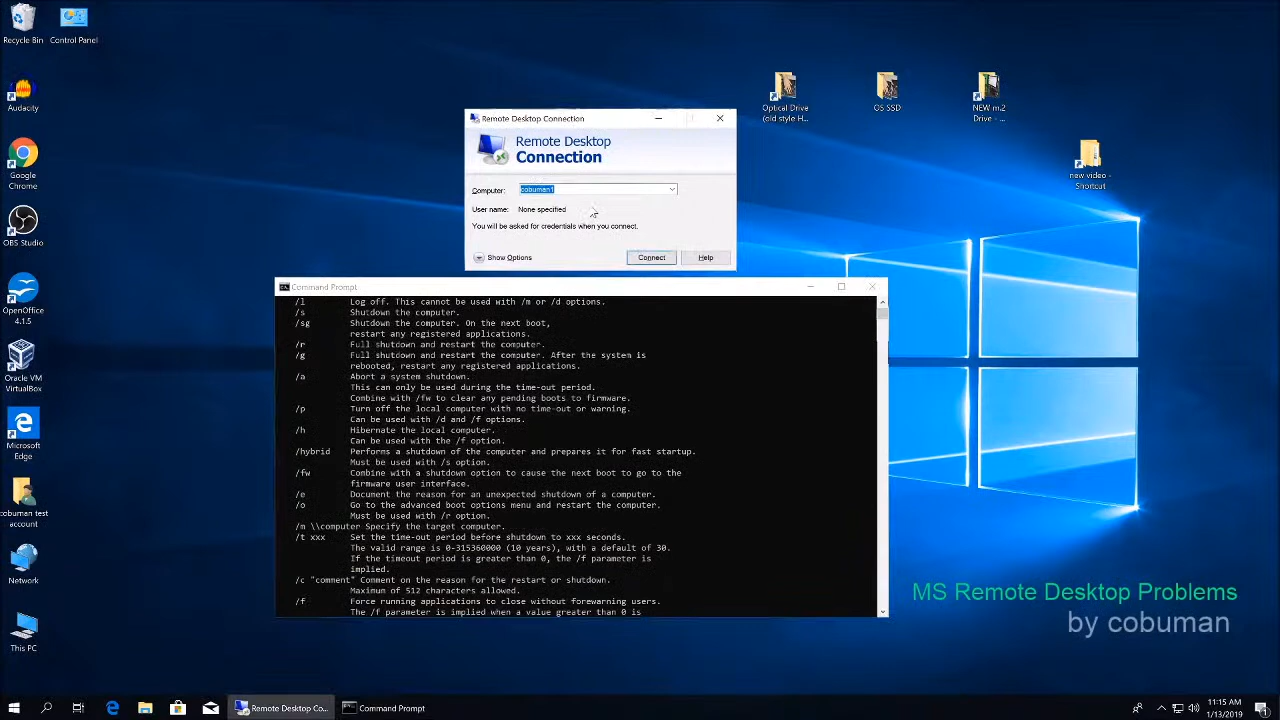 Recycle Bin
Control Panel
Audacity
Google
Chrome
OBS Studio
OpenOffice
4.1.5
Oracle VM
VirtualBox
Microsoft
Edge
cobuman test
account
Network
This PC
Optical Drive
(old style H...
OS SSD
NEW m.2
Drive - ...
new video -
Shortcut
Remote Desktop Connection
Remote Desktop
Connection
Computer: cobuman1
User name: None specified
You will be asked for credentials when you connect.
Show Options Connect Help
Command Prompt
/l Log off. This cannot be used with /m or /d options.
/s Shutdown the computer.
/sg Shutdown the computer. On the next boot,
restart any registered applications.
/r Full shutdown and restart the computer.
/g Full shutdown and restart the computer. After the system is
rebooted, restart any registered applications.
/a Abort a system shutdown.
This can only be used during the time-out period.
Combine with /fw to clear any pending boots to firmware.
/p Turn off the local computer with no time-out or warning.
Can be used with /d and /f options.
/h Hibernate the local computer.
Can be used with the /f option.
/hybrid Performs a shutdown of the computer and prepares it for fast startup.
Must be used with /s option.
/fw Combine with a shutdown option to cause the next boot to go to the
firmware user interface.
/e Document the reason for an unexpected shutdown of a computer.
/o Go to the advanced boot options menu and restart the computer.
Must be used with /r option.
/m \\computer Specify the target computer.
/t xxx Set the time-out period before shutdown to xxx seconds.
The valid range is 0-315360000 (10 years), with a default of 30.
If the timeout period is greater than 0, the /f parameter is
implied.
/c "comment" Comment on the reason for the restart or shutdown.
Maximum of 512 characters allowed.
/f Force running applications to close without forewarning users.
The /f parameter is implied when a value greater than 0 is
MS Remote Desktop Problems
by cobuman
Remote Desktop Co...
Command Prompt
11:15 AM
1/13/2019
1